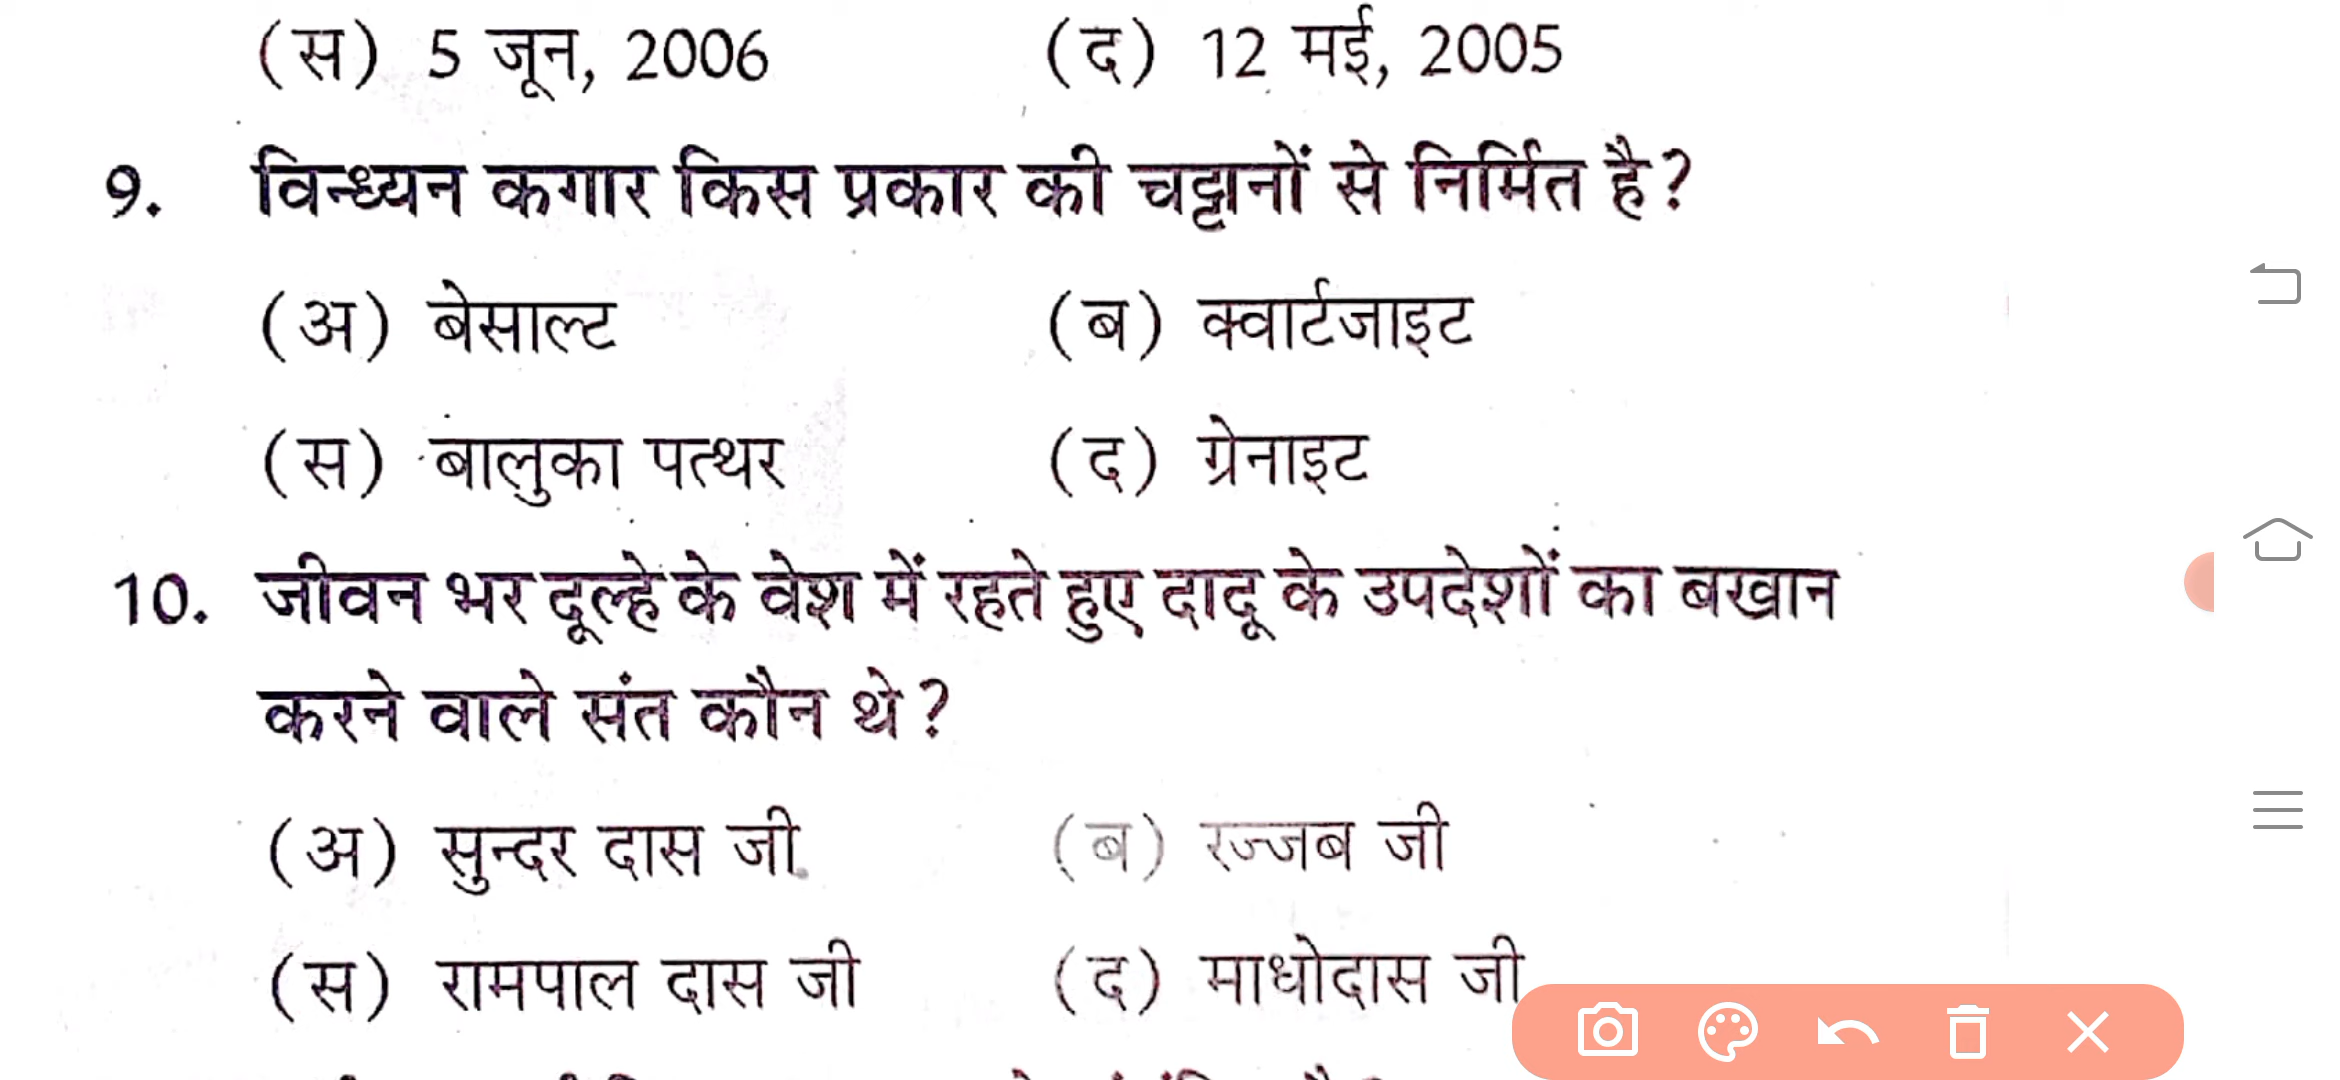 (स) 5 जून, 2006 (द) 12 मई, 2005
9. विन्ध्यन कगार किस प्रकार की चट्टानों से निर्मित है?
(अ) बेसाल्ट (ब) क्वार्टजाइट
(स) बालुका पत्थर (द) ग्रेनाइट
10. जीवन भर दूल्हे के वेश में रहते हुए दादू के उपदेशों का बखान
करने वाले संत कौन थे?
(अ) सुन्दर दास जी (ब) रज्जब जी
(स) रामपाल दास जी (द) माधोदास जी